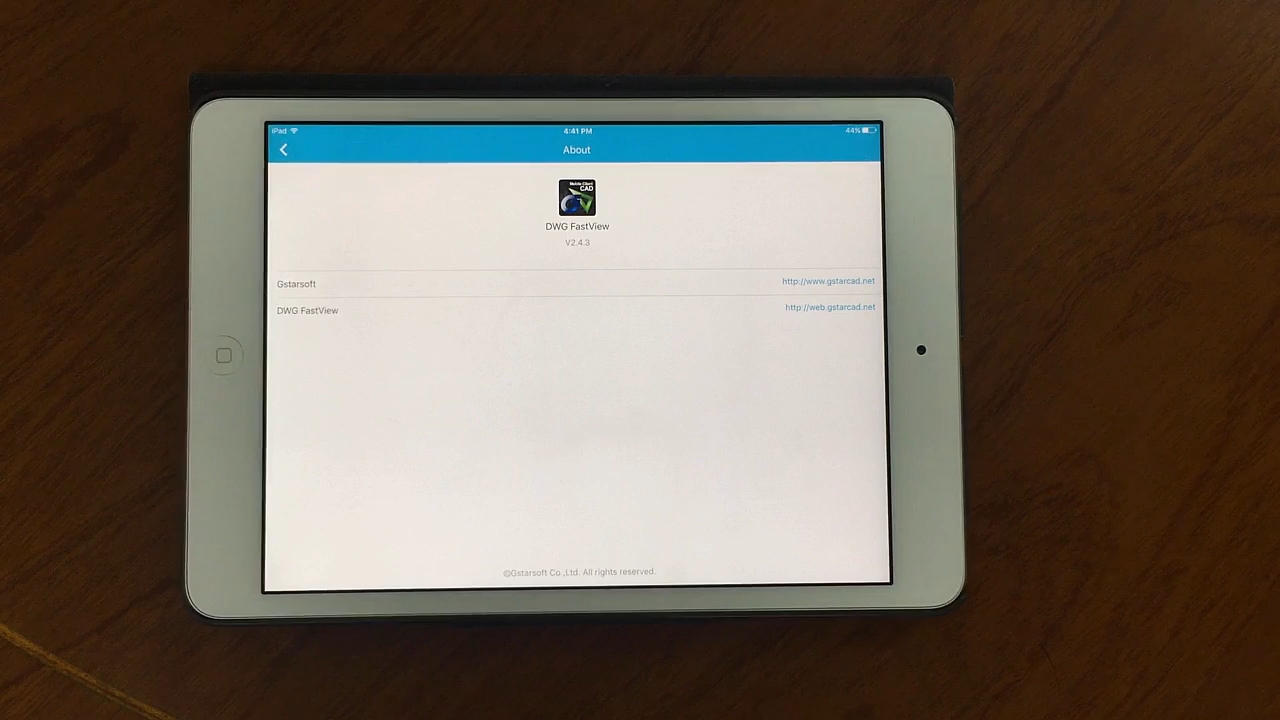 iPad 4:41 PM 44%
About
Mobile Client
CAD
DWG FastView
V2.4.3
Gstarsoft http://www.gstarcad.net
DWG FastView http://web.gstarcad.net
©Gstarsoft Co.,Ltd. All rights reserved.